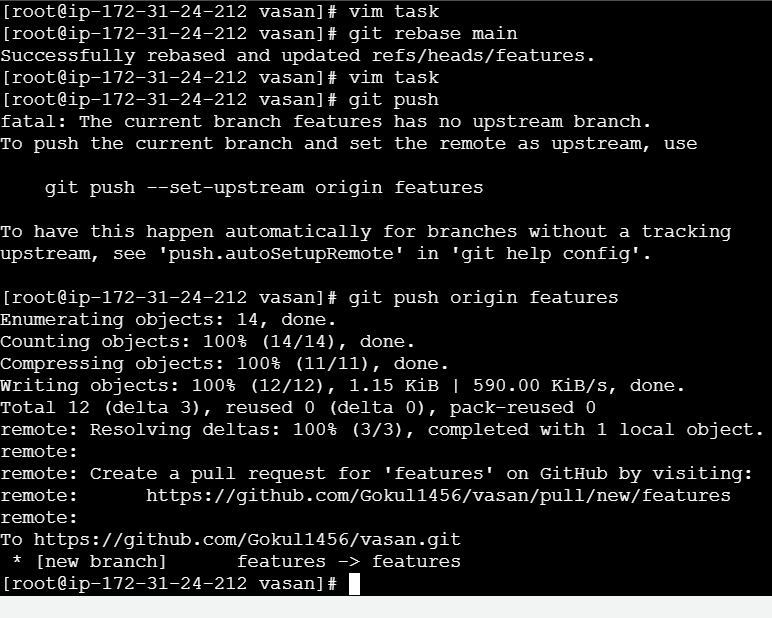 [root@ip-172-31-24-212 vasan]# vim task
[root@ip-172-31-24-212 vasan]# git rebase main
Successfully rebased and updated refs/heads/features.
[root@ip-172-31-24-212 vasan]# vim task
[root@ip-172-31-24-212 vasan]# git push
fatal: The current branch features has no upstream branch.
To push the current branch and set the remote as upstream, use

    git push --set-upstream origin features

To have this happen automatically for branches without a tracking
upstream, see 'push.autoSetupRemote' in 'git help config'.

[root@ip-172-31-24-212 vasan]# git push origin features
Enumerating objects: 14, done.
Counting objects: 100% (14/14), done.
Compressing objects: 100% (11/11), done.
Writing objects: 100% (12/12), 1.15 KiB | 590.00 KiB/s, done.
Total 12 (delta 3), reused 0 (delta 0), pack-reused 0
remote: Resolving deltas: 100% (3/3), completed with 1 local object.
remote:
remote: Create a pull request for 'features' on GitHub by visiting:
remote:      https://github.com/Gokul1456/vasan/pull/new/features
remote:
To https://github.com/Gokul1456/vasan.git
 * [new branch]      features -> features
[root@ip-172-31-24-212 vasan]#